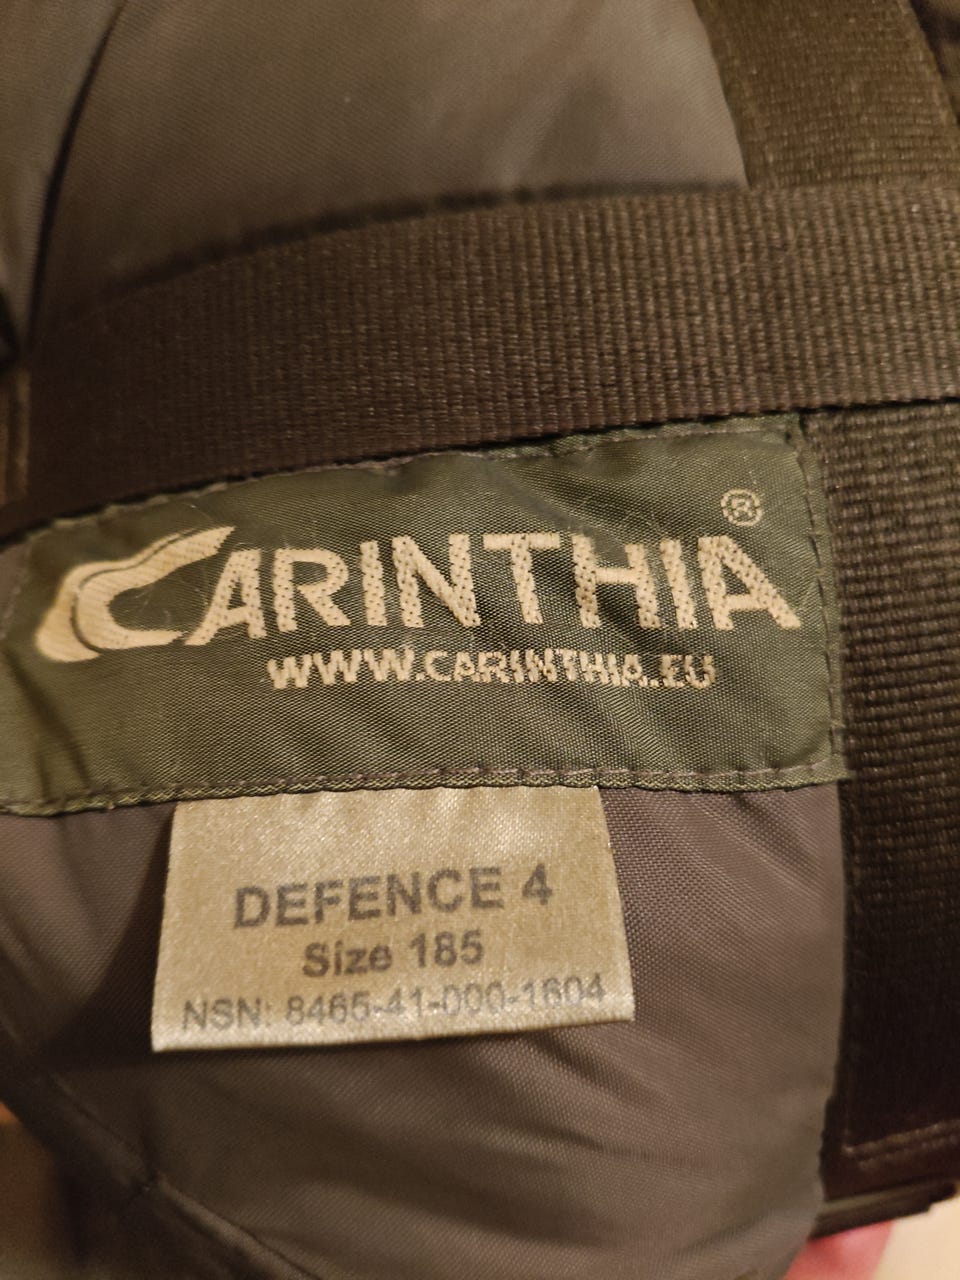 CARINTHIA®
WWW.CARINTHIA.EU
DEFENCE 4
Size 185
NSN: 8465-41-000-1604